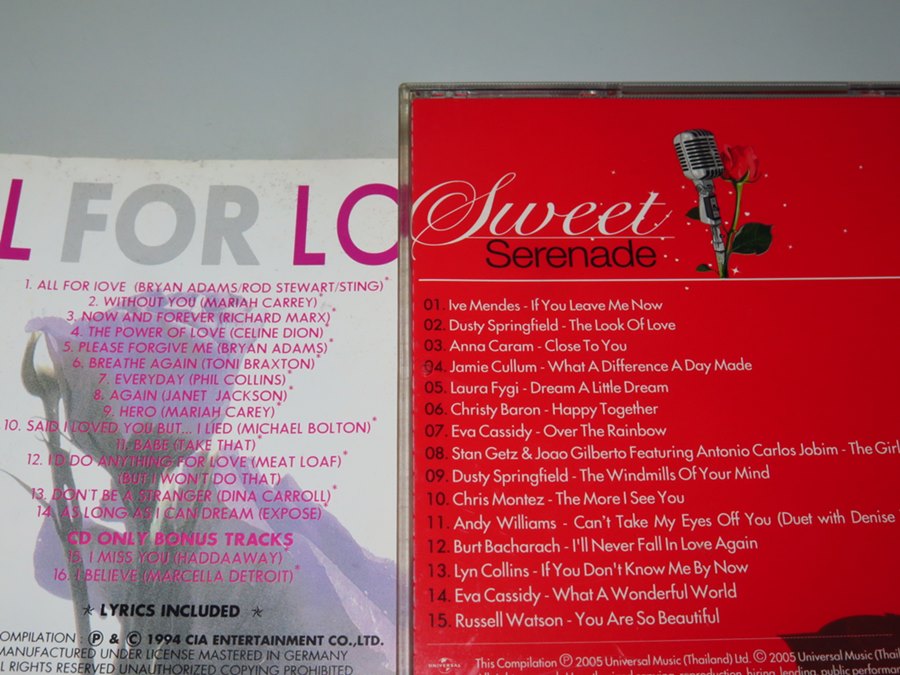 L FOR LO
1. ALL FOR LOVE (BRYAN ADAMS/ROD STEWART/STING)*
2. WITHOUT YOU (MARIAH CARREY)
3. NOW AND FOREVER (RICHARD MARX)*
4. THE POWER OF LOVE (CELINE DION)*
5. PLEASE FORGIVE ME (BRYAN ADAMS)*
6. BREATHE AGAIN (TONI BRAXTON)*
7. EVERYDAY (PHIL COLLINS)*
8. AGAIN (JANET JACKSON)*
9. HERO (MARIAH CAREY)*
10. SAID I LOVED YOU BUT... I LIED (MICHAEL BOLTON)*
11. BABE (TAKE THAT)*
12. I'D DO ANYTHING FOR LOVE (MEAT LOAF)*
(BUT I WON'T DO THAT)
13. DON'T BE A STRANGER (DINA CARROLL)*
14. AS LONG AS I CAN DREAM (EXPOSE)*
CD ONLY BONUS TRACKS
15. I MISS YOU (HADDAAWAY)*
16. I BELIEVE (MARCELLA DETROIT)*
* LYRICS INCLUDED *
COMPILATION : ℗ & © 1994 CIA ENTERTAINMENT CO.,LTD.
MANUFACTURED UNDER LICENSE MASTERED IN GERMANY
ALL RIGHTS RESERVED UNAUTHORIZED COPYING PROHIBITED
Sweet
Serenade
01. Ive Mendes - If You Leave Me Now
02. Dusty Springfield - The Look Of Love
03. Anna Caram - Close To You
04. Jamie Cullum - What A Difference A Day Made
05. Laura Fygi - Dream A Little Dream
06. Christy Baron - Happy Together
07. Eva Cassidy - Over The Rainbow
08. Stan Getz & Joao Gilberto Featuring Antonio Carlos Jobim - The Girl
09. Dusty Springfield - The Windmills Of Your Mind
10. Chris Montez - The More I See You
11. Andy Williams - Can't Take My Eyes Off You (Duet with Denise
12. Burt Bacharach - I'll Never Fall In Love Again
13. Lyn Collins - If You Don't Know Me By Now
14. Eva Cassidy - What A Wonderful World
15. Russell Watson - You Are So Beautiful
UNIVERSAL
This Compilation ℗ 2005 Universal Music (Thailand) Ltd. © 2005 Universal Music (Thail